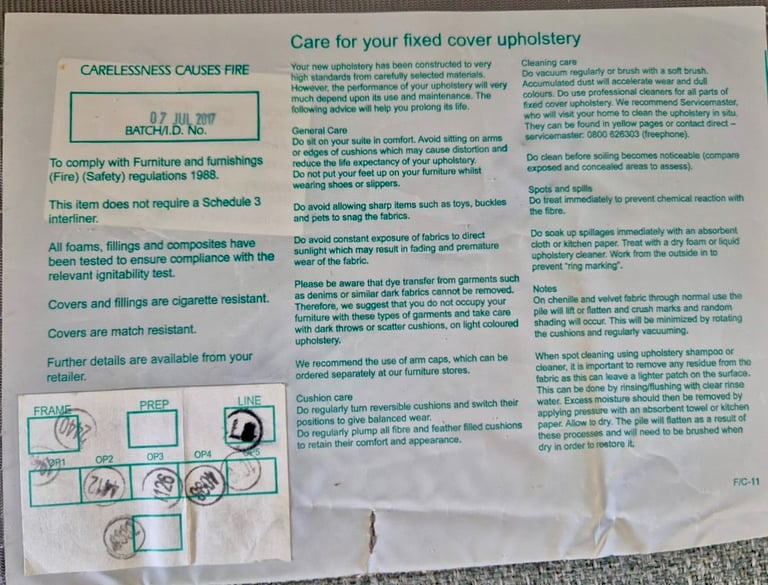 CARELESSNESS CAUSES FIRE
07 JUL 2017
BATCH/I.D. No.
To comply with Furniture and furnishings
(Fire) (Safety) regulations 1988.
This item does not require a Schedule 3
interliner.
All foams, fillings and composites have
been tested to ensure compliance with the
relevant ignitability test.
Covers and fillings are cigarette resistant.
Covers are match resistant.
Further details are available from your
retailer.
FRAME
PREP
LINE
2440
OP1
OP2
OP3
OP4
OP5
Care for your fixed cover upholstery
Your new upholstery has been constructed to very
high standards from carefully selected materials.
However, the performance of your upholstery will very
much depend upon its use and maintenance. The
following advice will help you prolong its life.
General Care
Do sit on your suite in comfort. Avoid sitting on arms
or edges of cushions which may cause distortion and
reduce the life expectancy of your upholstery.
Do not put your feet up on your furniture whilst
wearing shoes or slippers.
Do avoid allowing sharp items such as toys, buckles
and pets to snag the fabrics.
Do avoid constant exposure of fabrics to direct
sunlight which may result in fading and premature
wear of the fabric.
Please be aware that dye transfer from garments such
as denims or similar dark fabrics cannot be removed.
Therefore, we suggest that you do not occupy your
furniture with these types of garments and take care
with dark throws or scatter cushions, on light coloured
upholstery.
We recommend the use of arm caps, which can be
ordered separately at our furniture stores.
Cushion care
Do regularly turn reversible cushions and switch their
positions to give balanced wear.
Do regularly plump all fibre and feather filled cushions
to retain their comfort and appearance.
Cleaning care
Do vacuum regularly or brush with a soft brush.
Accumulated dust will accelerate wear and dull
colours. Do use professional cleaners for all parts of
fixed cover upholstery. We recommend Servicemaster,
who will visit your home to clean the upholstery in situ.
They can be found in yellow pages or contact direct –
servicemaster: 0800 626303 (freephone).
Do clean before soiling becomes noticeable (compare
exposed and concealed areas to assess).
Spots and spills
Do treat immediately to prevent chemical reaction with
the fibre.
Do soak up spillages immediately with an absorbent
cloth or kitchen paper. Treat with a dry foam or liquid
upholstery cleaner. Work from the outside in to
prevent "ring marking".
Notes
On chenille and velvet fabric through normal use the
pile will lift or flatten and crush marks and random
shading will occur. This will be minimized by rotating
the cushions and regularly vacuuming.
When spot cleaning using upholstery shampoo or
cleaner, it is important to remove any residue from the
fabric as this can leave a lighter patch on the surface.
This can be done by rinsing/flushing with clear rinse
water. Excess moisture should then be removed by
applying pressure with an absorbent towel or kitchen
paper. Allow to dry. The pile will flatten as a result of
these processes and will need to be brushed when
dry in order to restore it.
F/C-11